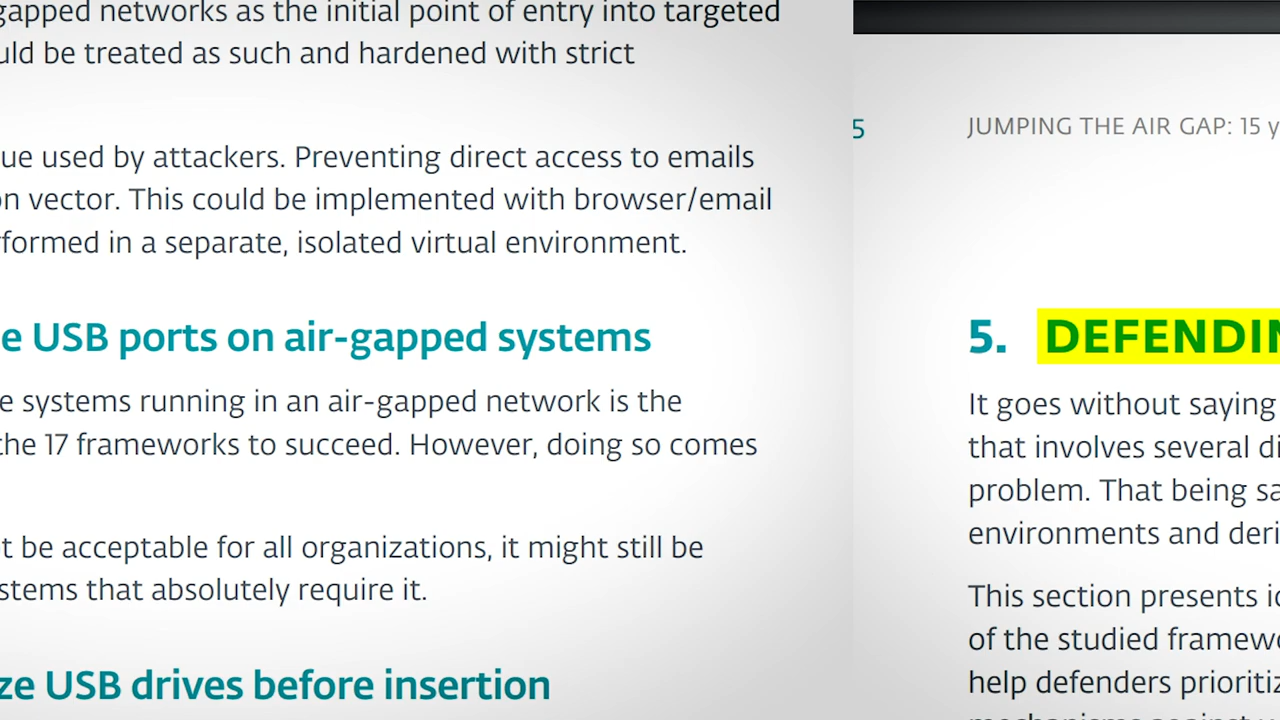 gapped networks as the initial point of entry into targeted
uld be treated as such and hardened with strict
ue used by attackers. Preventing direct access to emails
on vector. This could be implemented with browser/email
formed in a separate, isolated virtual environment.
e USB ports on air-gapped systems
e systems running in an air-gapped network is the
the 17 frameworks to succeed. However, doing so comes
t be acceptable for all organizations, it might still be
stems that absolutely require it.
ze USB drives before insertion
5
JUMPING THE AIR GAP: 15 y
5. DEFENDIN
It goes without saying
that involves several di
problem. That being sa
environments and deri
This section presents id
of the studied framewo
help defenders prioritiz
mechanisms against